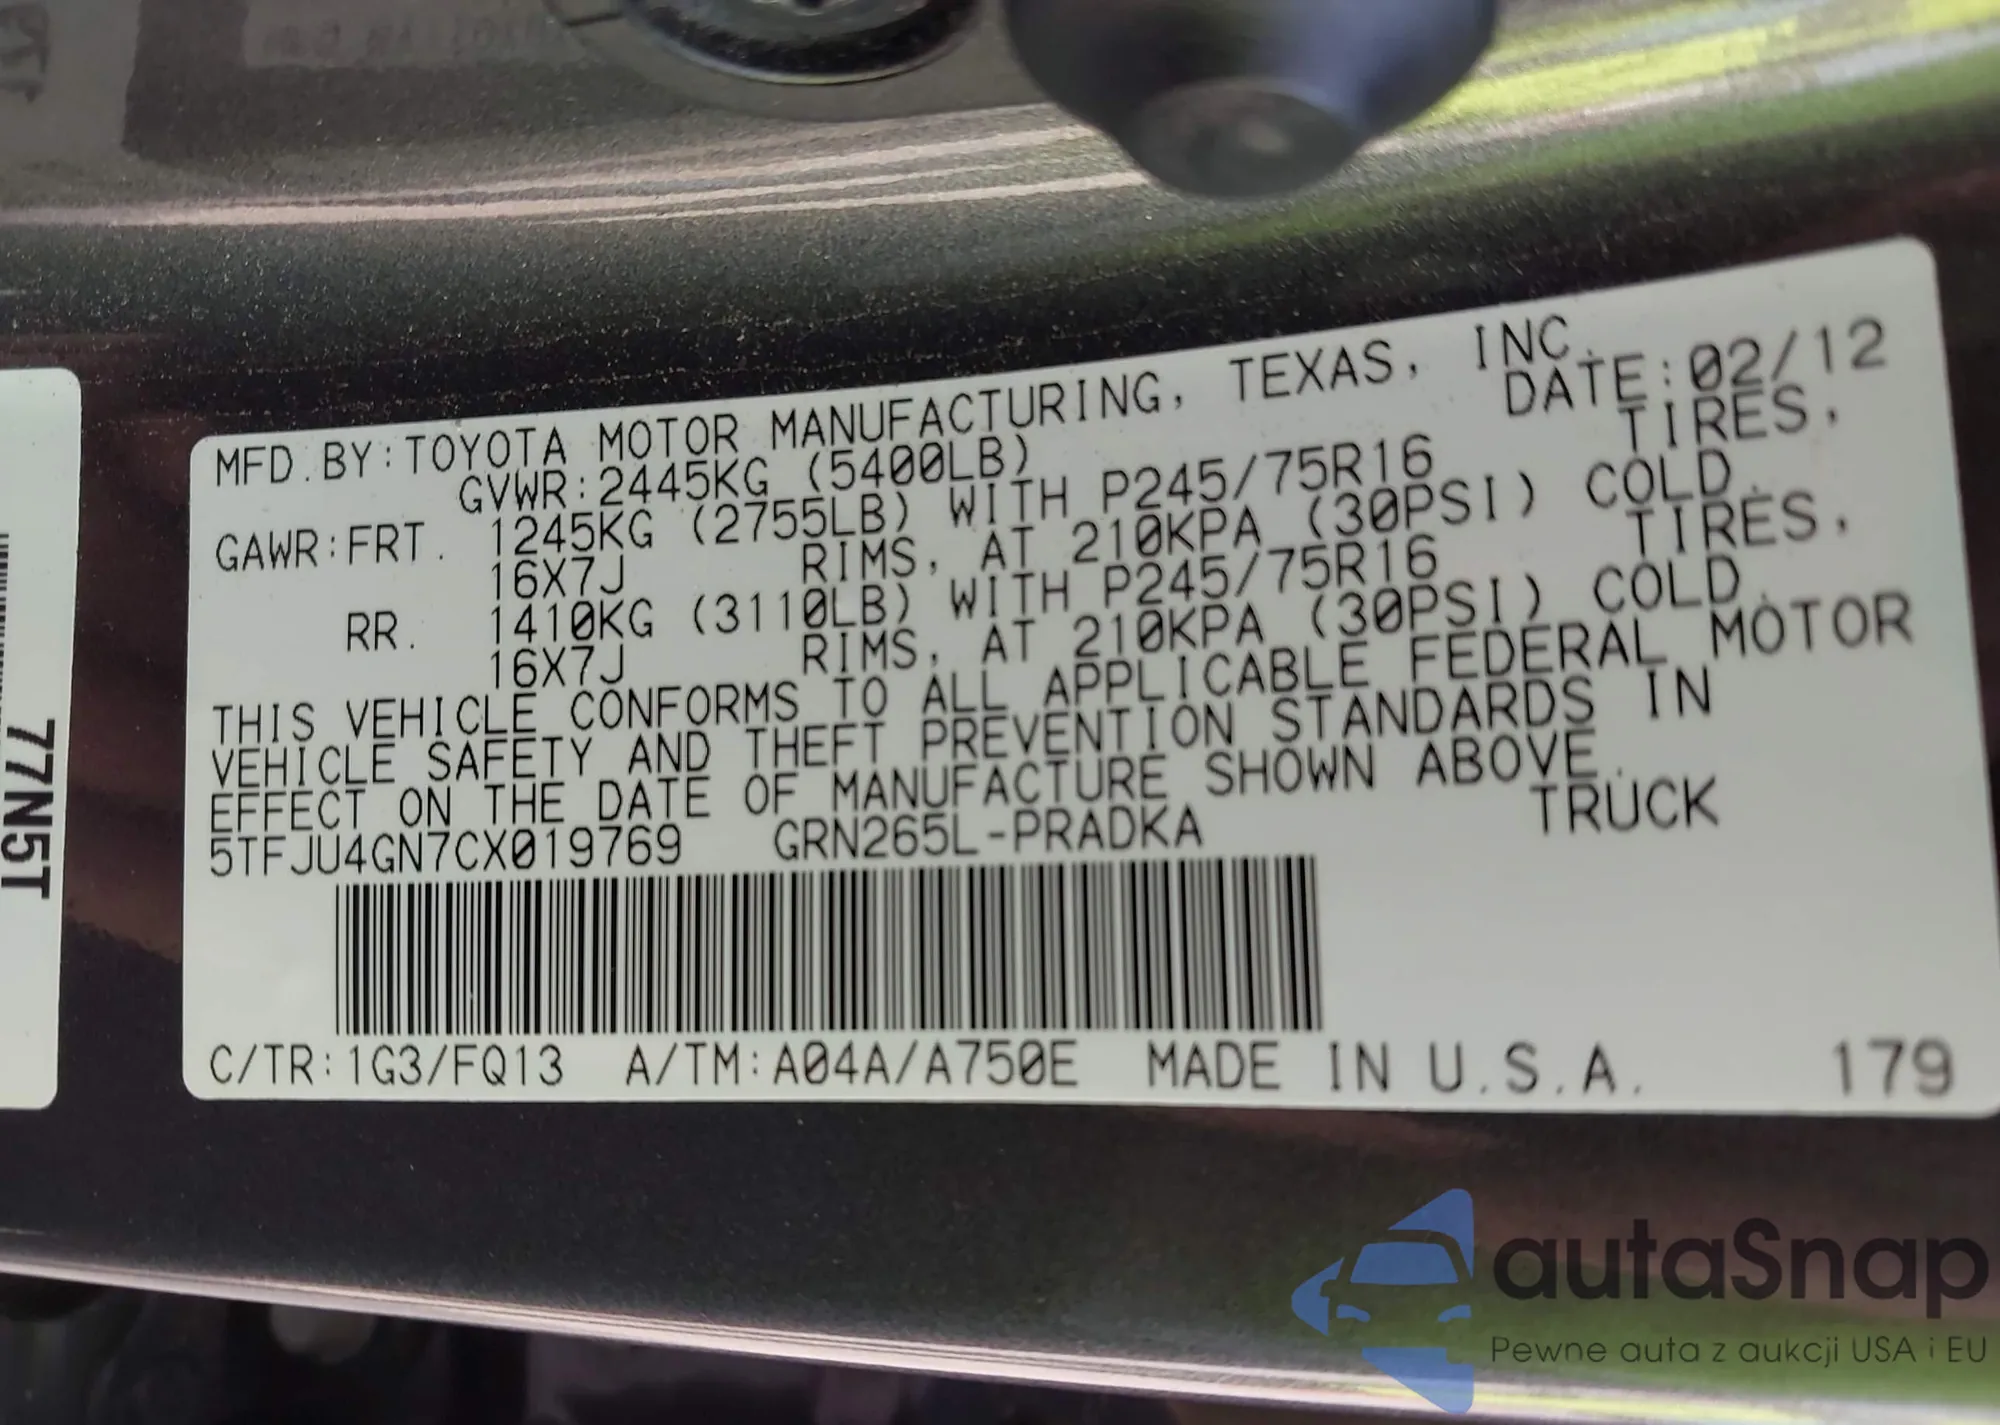 MFD.BY:TOYOTA MOTOR MANUFACTURING, TEXAS, INC.
GVWR:2445KG (5400LB) DATE:02/12
GAWR:FRT. 1245KG (2755LB) WITH P245/75R16 TIRES,
16X7J RIMS, AT 210KPA (30PSI) COLD.
RR. 1410KG (3110LB) WITH P245/75R16 TIRES,
16X7J RIMS, AT 210KPA (30PSI) COLD.
THIS VEHICLE CONFORMS TO ALL APPLICABLE FEDERAL MOTOR
VEHICLE SAFETY AND THEFT PREVENTION STANDARDS IN
EFFECT ON THE DATE OF MANUFACTURE SHOWN ABOVE.
5TFJU4GN7CX019769 GRN265L-PRADKA TRUCK
C/TR:1G3/FQ13 A/TM:A04A/A750E MADE IN U.S.A. 179
77N5T
autaSnap
Pewne auta z aukcji USA i EU